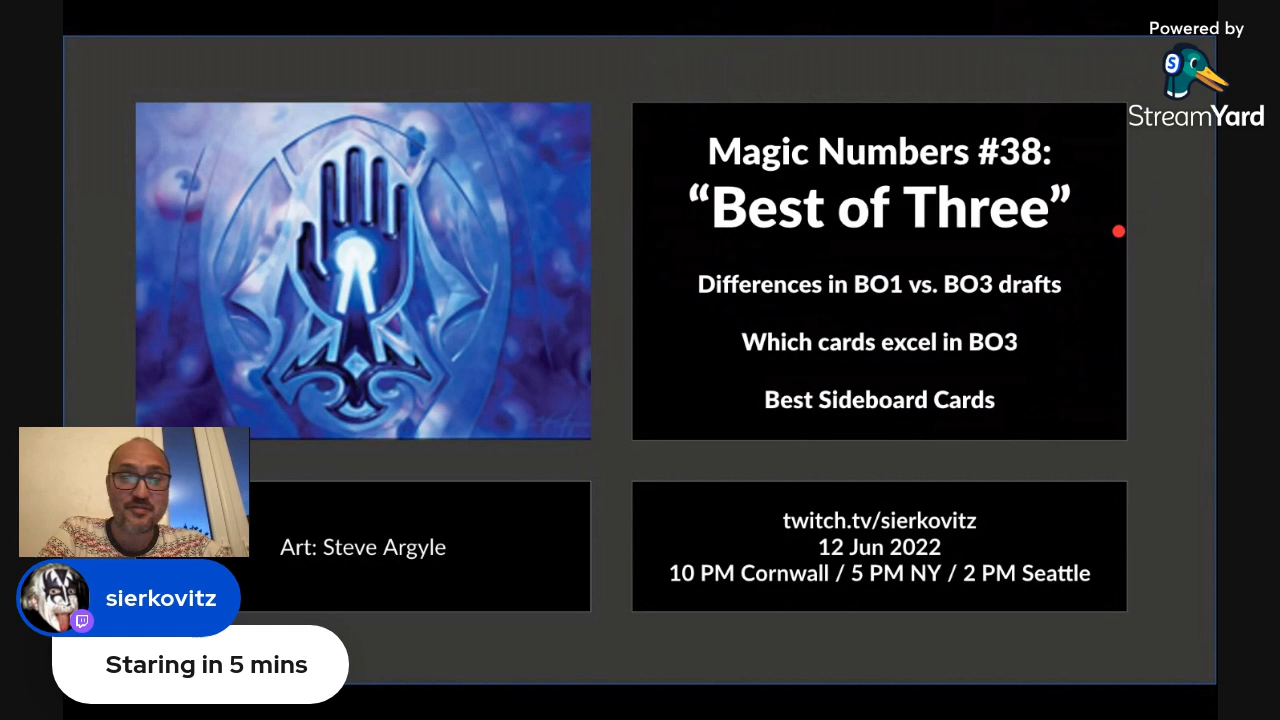 Powered by
StreamYard
Magic Numbers #38:
“Best of Three”
Differences in BO1 vs. BO3 drafts
Which cards excel in BO3
Best Sideboard Cards
Art: Steve Argyle
twitch.tv/sierkovitz
12 Jun 2022
10 PM Cornwall / 5 PM NY / 2 PM Seattle
sierkovitz
Staring in 5 mins